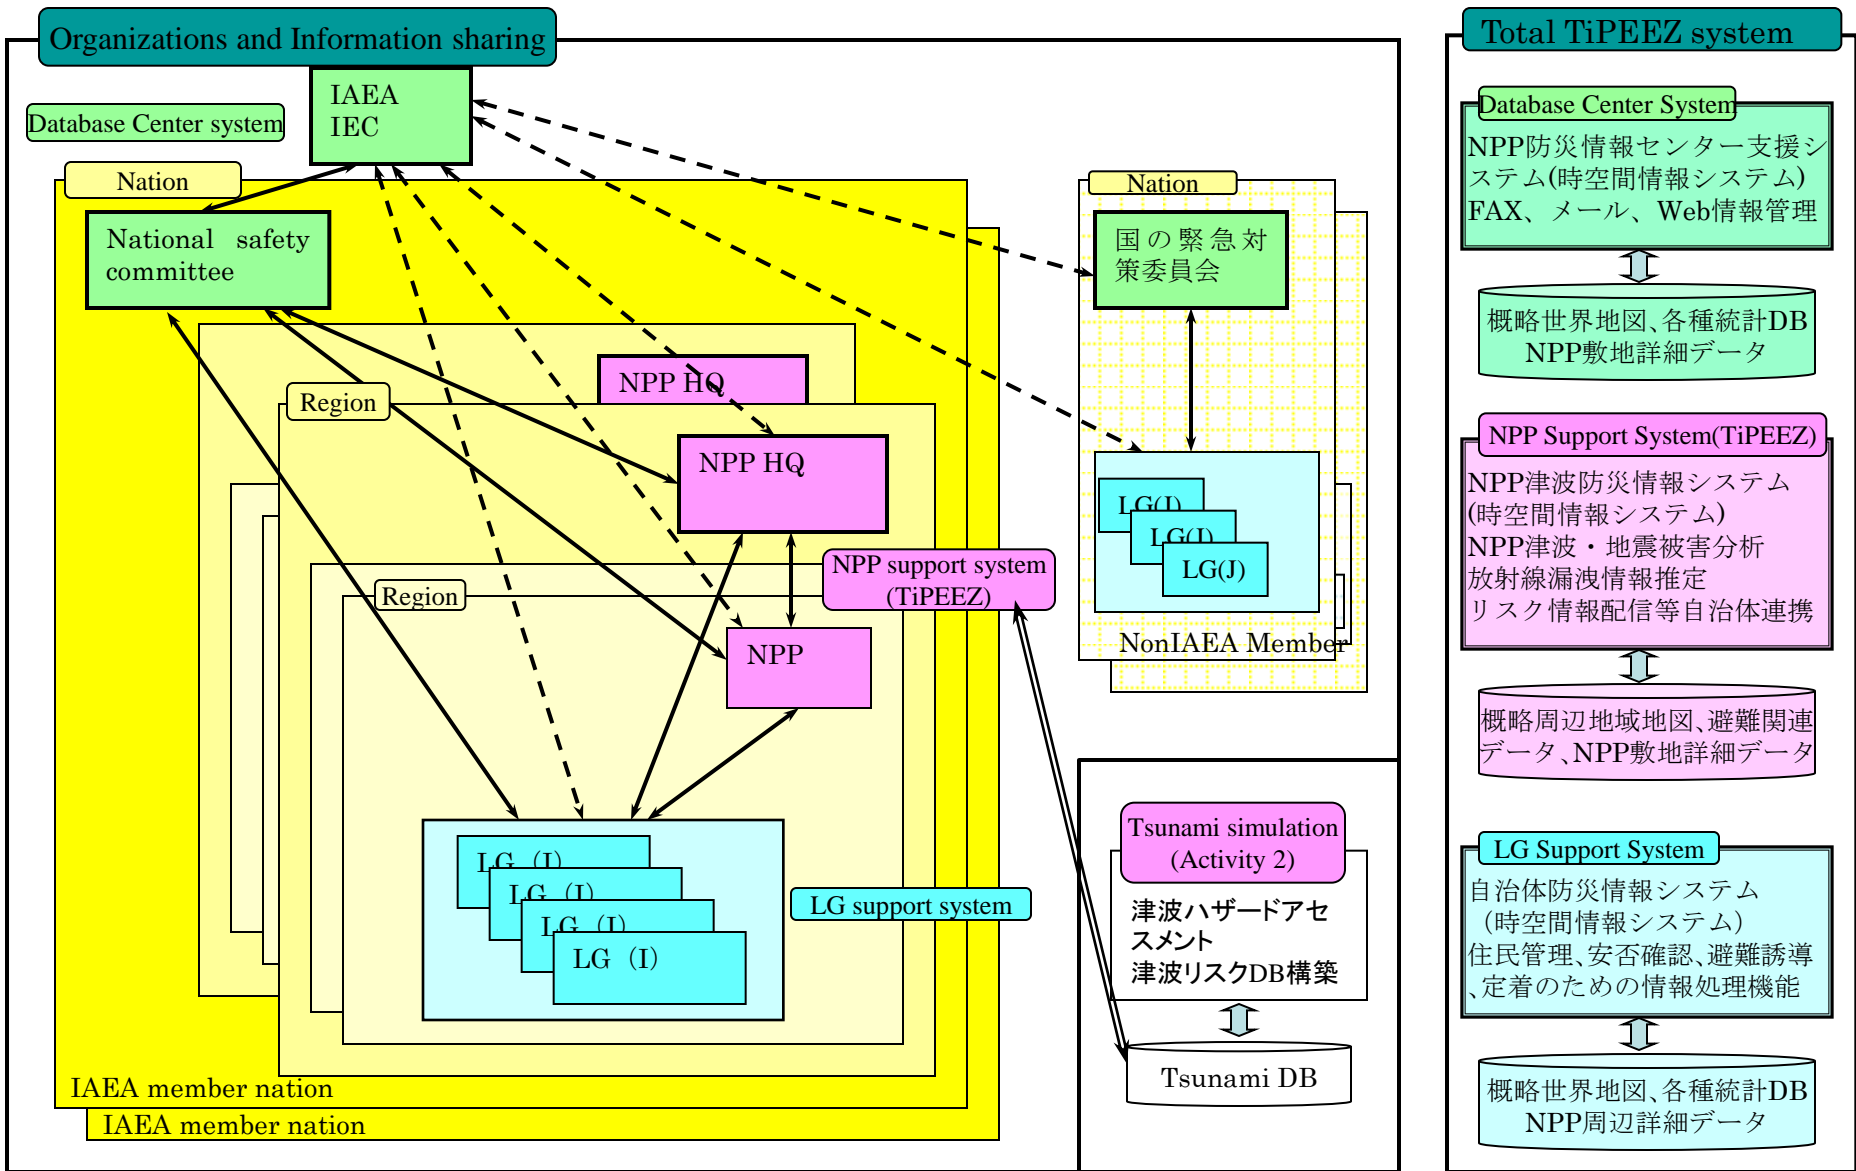 Organizations and Information sharing
IAEA
IEC
Database Center system
Nation
National safety
committee
NPP HQ
Region
NPP HQ
NPP support system
(TiPEEZ)
Region
NPP
LG (I)
LG (I)
LG (I)
LG (I)
LG support system
IAEA member nation
IAEA member nation
Nation
国の緊急対
策委員会
LG(J)
LG(J)
LG(J)
NonIAEA Member
Tsunami simulation
(Activity 2)
津波ハザードアセ
スメント
津波リスクDB構築
Tsunami DB
Total TiPEEZ system
Database Center System
NPP防災情報センター支援シ
ステム(時空間情報システム)
FAX、メール、Web情報管理
概略世界地図、各種統計DB
NPP敷地詳細データ
NPP Support System(TiPEEZ)
NPP津波防災情報システム
(時空間情報システム)
NPP津波・地震被害分析
放射線漏洩情報推定
リスク情報配信等自治体連携
概略周辺地域地図、避難関連
データ、NPP敷地詳細データ
LG Support System
自治体防災情報システム
（時空間情報システム）
住民管理、安否確認、避難誘導
、定着のための情報処理機能
概略世界地図、各種統計DB
NPP周辺詳細データ